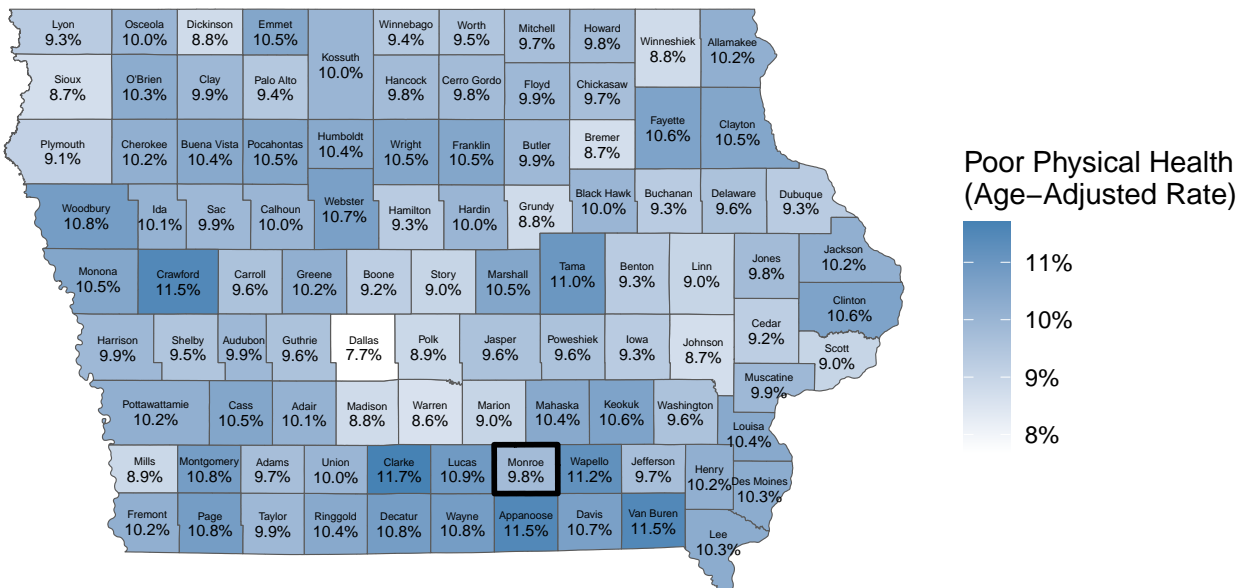 Lyon
9.3%
Osceola
10.0%
Dickinson
8.8%
Emmet
10.5%
Kossuth
10.0%
Winnebago
9.4%
Worth
9.5%
Mitchell
9.7%
Howard
9.8%
Winneshiek
8.8%
Allamakee
10.2%
Sioux
8.7%
O'Brien
10.3%
Clay
9.9%
Palo Alto
9.4%
Hancock
9.8%
Cerro Gordo
9.8%
Floyd
9.9%
Chickasaw
9.7%
Fayette
10.6%
Clayton
10.5%
Plymouth
9.1%
Cherokee
10.2%
Buena Vista
10.4%
Pocahontas
10.5%
Humboldt
10.4%
Wright
10.5%
Franklin
10.5%
Butler
9.9%
Bremer
8.7%
Woodbury
10.8%
Ida
10.1%
Sac
9.9%
Calhoun
10.0%
Webster
10.7%
Hamilton
9.3%
Hardin
10.0%
Grundy
8.8%
Black Hawk
10.0%
Buchanan
9.3%
Delaware
9.6%
Dubuque
9.3%
Monona
10.5%
Crawford
11.5%
Carroll
9.6%
Greene
10.2%
Boone
9.2%
Story
9.0%
Marshall
10.5%
Tama
11.0%
Benton
9.3%
Linn
9.0%
Jones
9.8%
Jackson
10.2%
Clinton
10.6%
Harrison
9.9%
Shelby
9.5%
Audubon
9.9%
Guthrie
9.6%
Dallas
7.7%
Polk
8.9%
Jasper
9.6%
Poweshiek
9.6%
Iowa
9.3%
Johnson
8.7%
Cedar
9.2%
Scott
9.0%
Muscatine
9.9%
Pottawattamie
10.2%
Cass
10.5%
Adair
10.1%
Madison
8.8%
Warren
8.6%
Marion
9.0%
Mahaska
10.4%
Keokuk
10.6%
Washington
9.6%
Louisa
10.4%
Mills
8.9%
Montgomery
10.8%
Adams
9.7%
Union
10.0%
Clarke
11.7%
Lucas
10.9%
Monroe
9.8%
Wapello
11.2%
Jefferson
9.7%
Henry
10.2%
Des Moines
10.3%
Fremont
10.2%
Page
10.8%
Taylor
9.9%
Ringgold
10.4%
Decatur
10.8%
Wayne
10.8%
Appanoose
11.5%
Davis
10.7%
Van Buren
11.5%
Lee
10.3%
Poor Physical Health
(Age−Adjusted Rate)
11%
10%
9%
8%